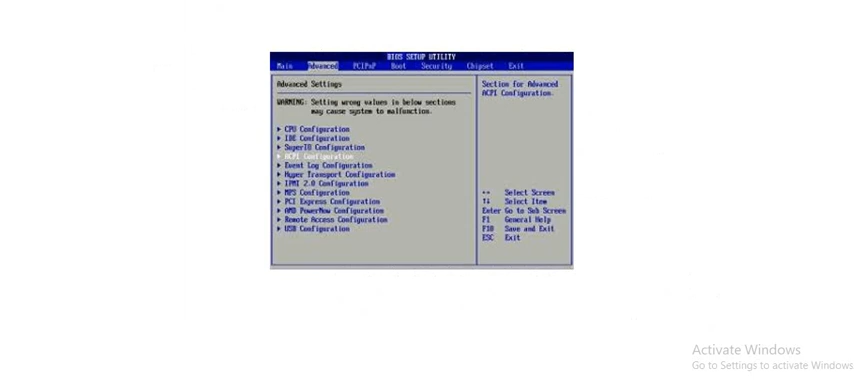 BIOS SETUP UTILITY
Main Advanced PCIPnP Boot Security Chipset Exit
Advanced Settings
WARNING: Setting wrong values in below sections
may cause system to malfunction.
▶ CPU Configuration
▶ IDE Configuration
▶ SuperIO Configuration
▶ ACPI Configuration
▶ Event Log Configuration
▶ Hyper Transport Configuration
▶ IPMI 2.0 Configuration
▶ MPS Configuration
▶ PCI Express Configuration
▶ AMD PowerNow Configuration
▶ Remote Access Configuration
▶ USB Configuration
Section for Advanced
ACPI Configuration.
↔ Select Screen
↑↓ Select Item
Enter Go to Sub Screen
F1 General Help
F10 Save and Exit
ESC Exit
Activate Windows
Go to Settings to activate Windows